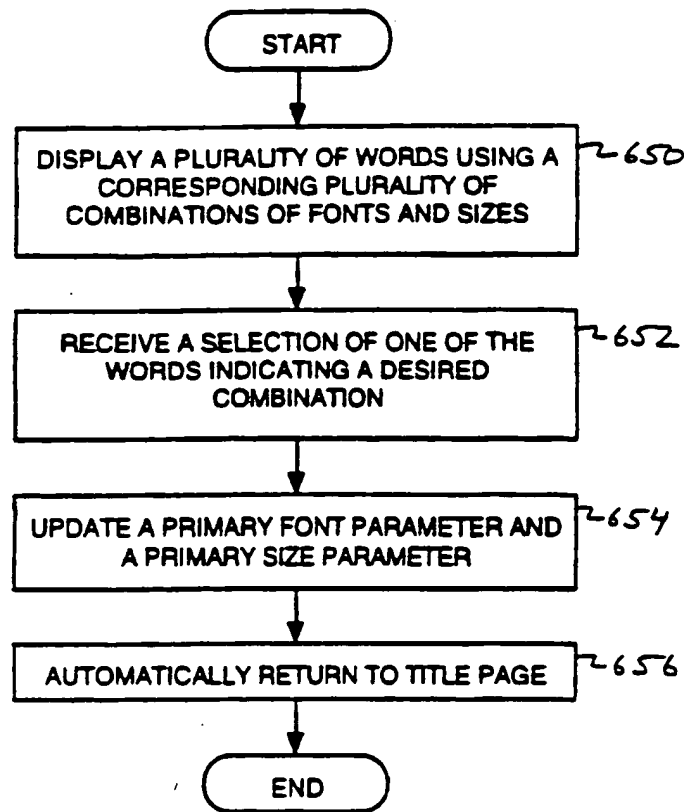 START
DISPLAY A PLURALITY OF WORDS USING A
CORRESPONDING PLURALITY OF
COMBINATIONS OF FONTS AND SIZES
650
RECEIVE A SELECTION OF ONE OF THE
WORDS INDICATING A DESIRED
COMBINATION
652
UPDATE A PRIMARY FONT PARAMETER AND
A PRIMARY SIZE PARAMETER
654
AUTOMATICALLY RETURN TO TITLE PAGE
656
END